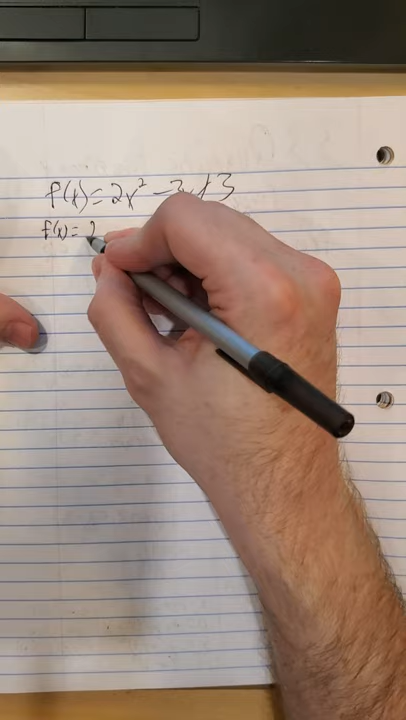 f(x) = 2x² - 3x + 3
f(x) = 2